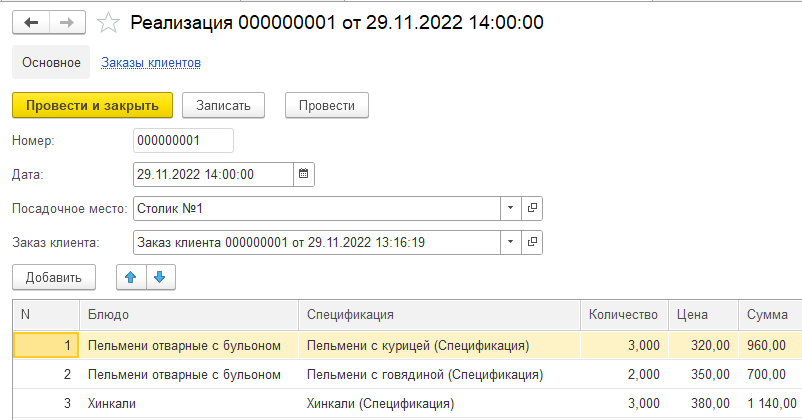 Реализация 000000001 от 29.11.2022 14:00:00
Основное Заказы клиентов
Провести и закрыть Записать Провести
Номер: 000000001
Дата: 29.11.2022 14:00:00
Посадочное место: Столик №1
Заказ клиента: Заказ клиента 000000001 от 29.11.2022 13:16:19
Добавить
N Блюдо Спецификация Количество Цена Сумма
1 Пельмени отварные с бульоном Пельмени с курицей (Спецификация) 3,000 320,00 960,00
2 Пельмени отварные с бульоном Пельмени с говядиной (Спецификация) 2,000 350,00 700,00
3 Хинкали Хинкали (Спецификация) 3,000 380,00 1 140,00